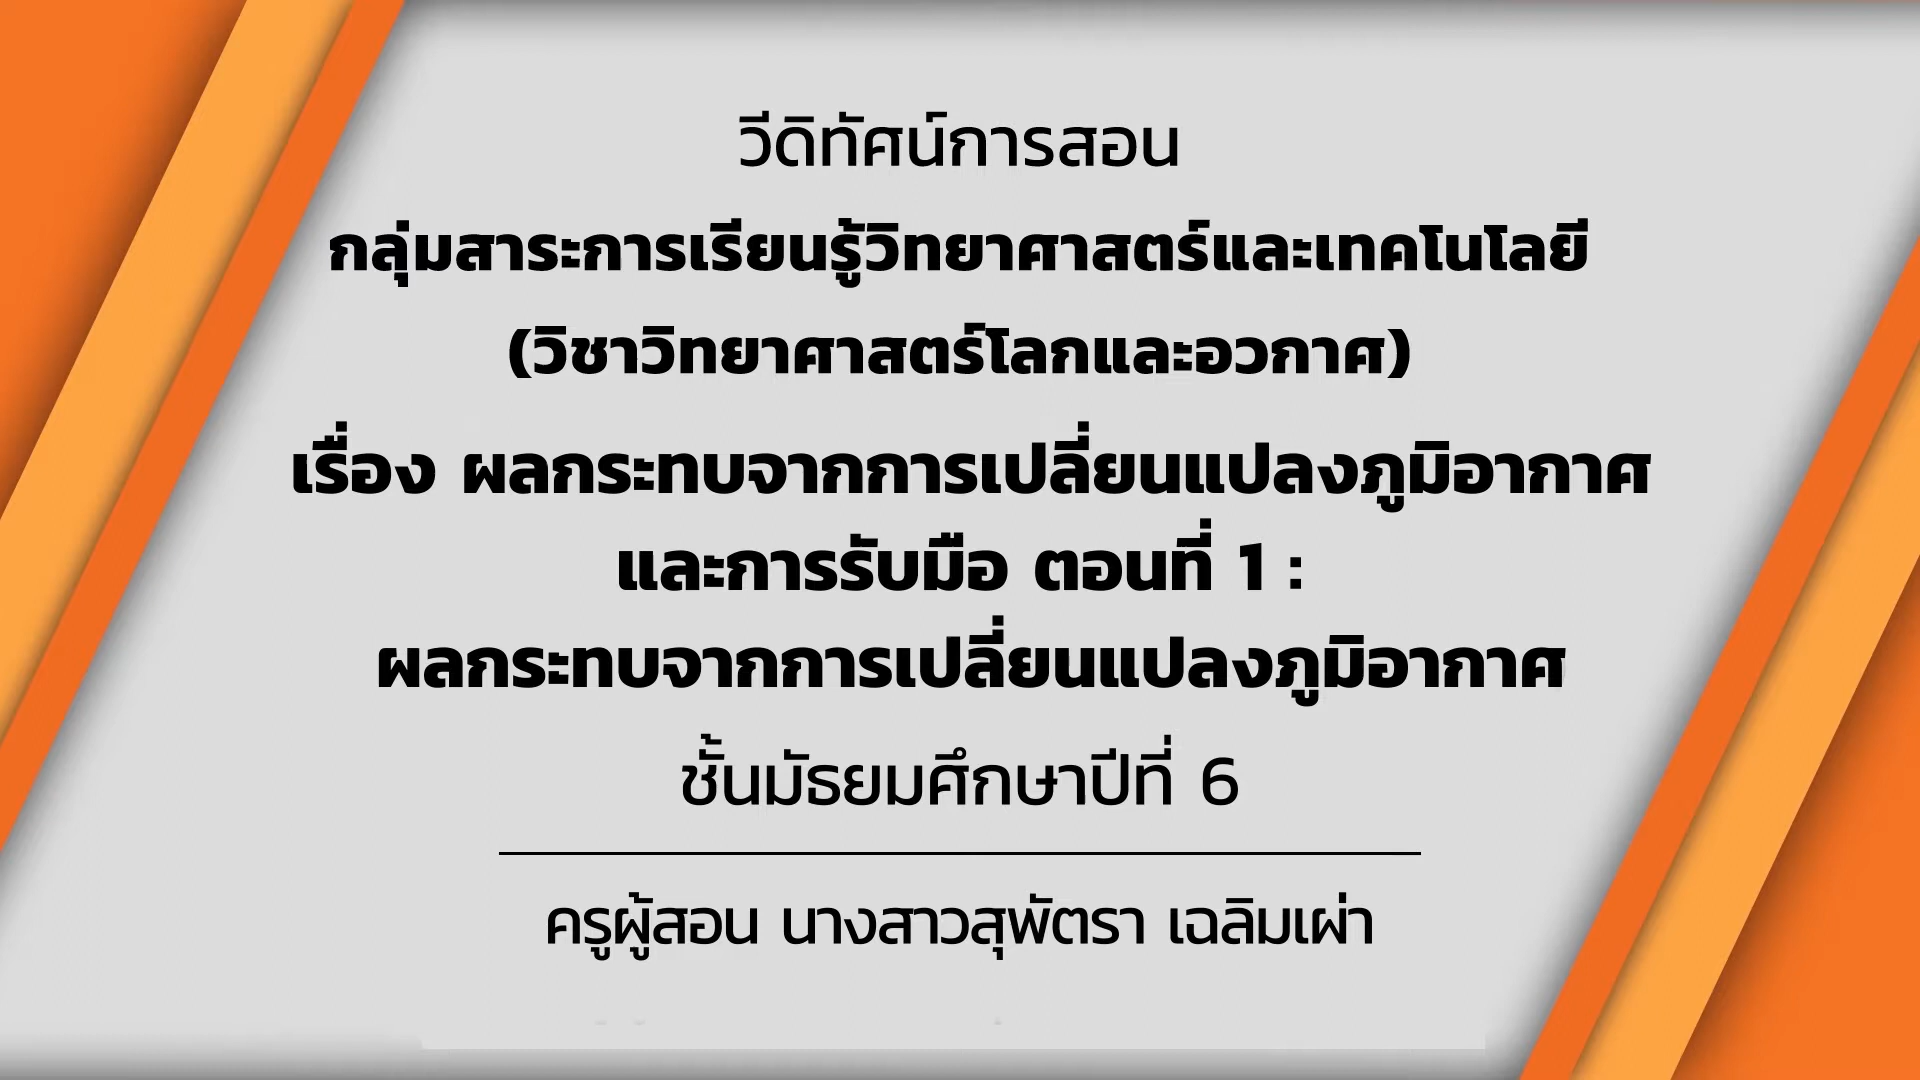 วีดิทัศน์การสอน
กลุ่มสาระการเรียนรู้วิทยาศาสตร์และเทคโนโลยี
(วิชาวิทยาศาสตร์โลกและอวกาศ)
เรื่อง ผลกระทบจากการเปลี่ยนแปลงภูมิอากาศ
และการรับมือ ตอนที่ 1 :
ผลกระทบจากการเปลี่ยนแปลงภูมิอากาศ
ชั้นมัธยมศึกษาปีที่ 6
ครูผู้สอน นางสาวสุพัตรา เฉลิมเผ่า